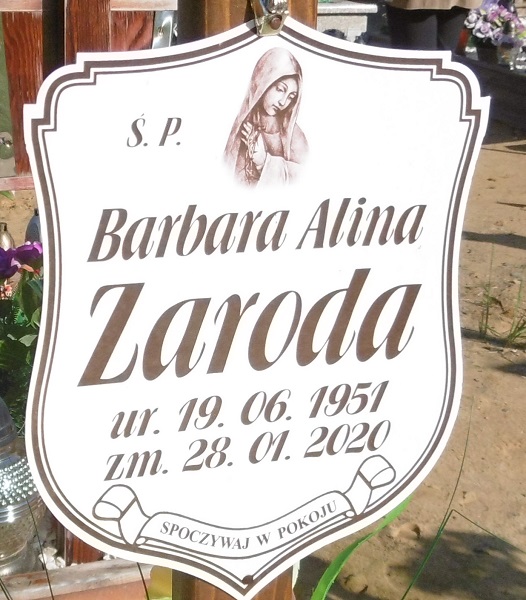 Ś. P.
Barbara Alina
Zaroda
ur. 19. 06. 1951
zm. 28. 01. 2020
SPOCZYWAJ W POKOJU